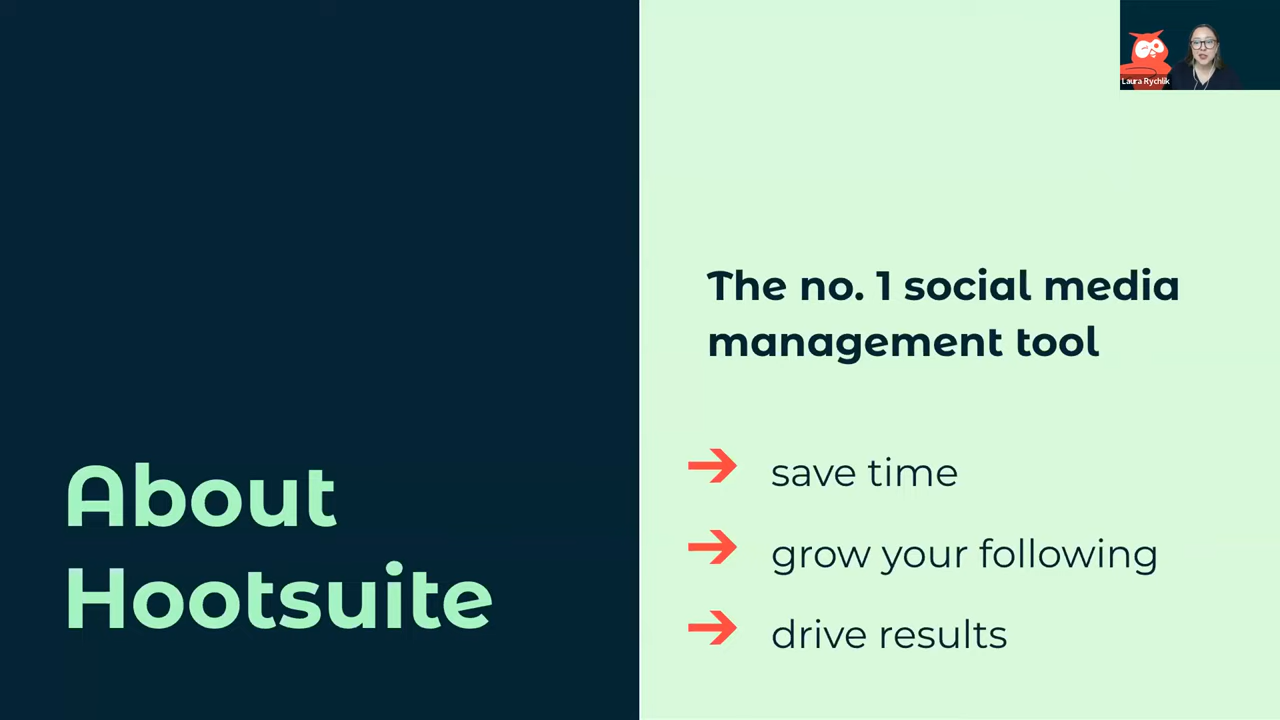 Laura Rychlik
The no. 1 social media
management tool
save time
grow your following
drive results
About
Hootsuite